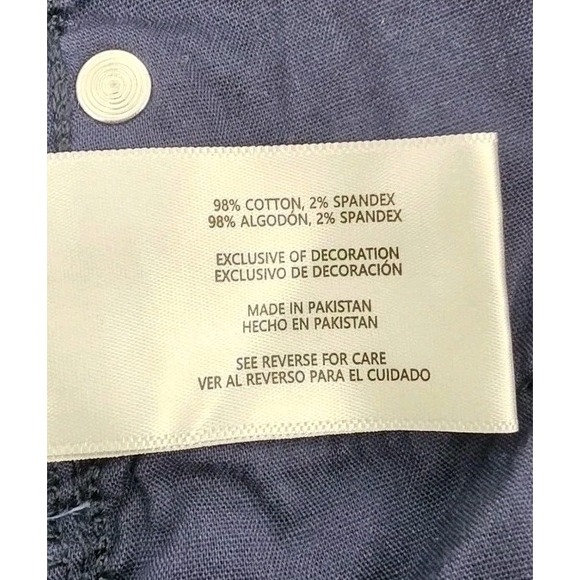 98% COTTON, 2% SPANDEX
98% ALGODÓN, 2% SPANDEX
EXCLUSIVE OF DECORATION
EXCLUSIVO DE DECORACIÓN
MADE IN PAKISTAN
HECHO EN PAKISTAN
SEE REVERSE FOR CARE
VER AL REVERSO PARA EL CUIDADO